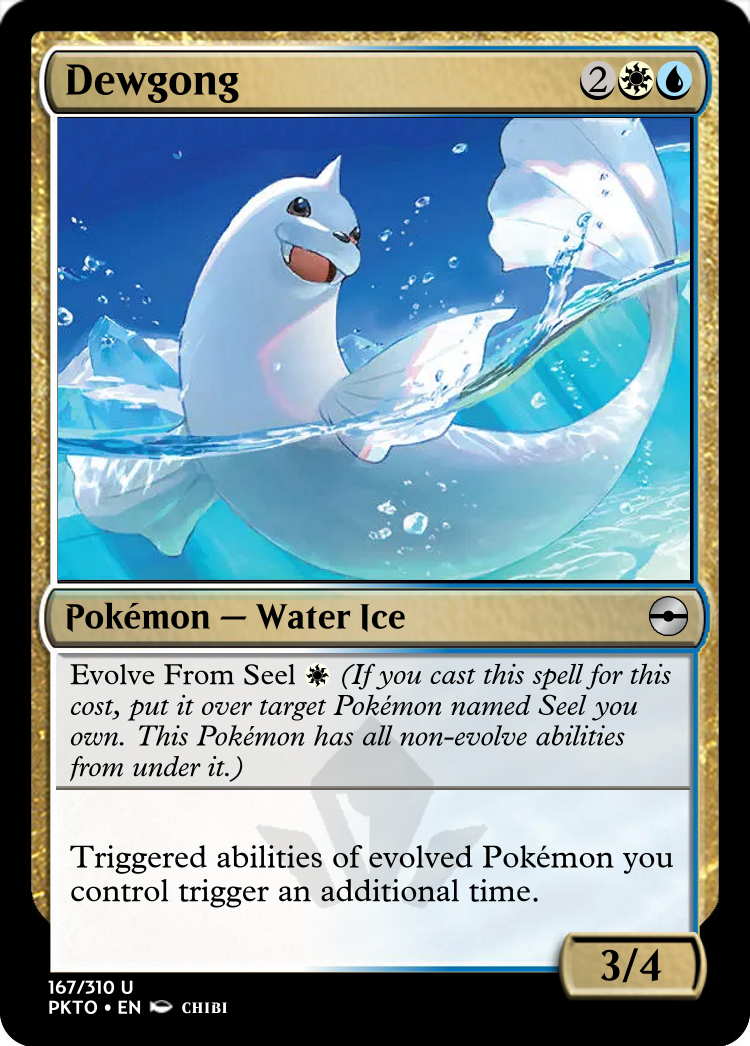 Dewgong 2
Pokémon — Water Ice
Evolve From Seel (If you cast this spell for this
cost, put it over target Pokémon named Seel you
own. This Pokémon has all non-evolve abilities
from under it.)
Triggered abilities of evolved Pokémon you
control trigger an additional time.
3/4
167/310 U
PKTO • EN CHIBI